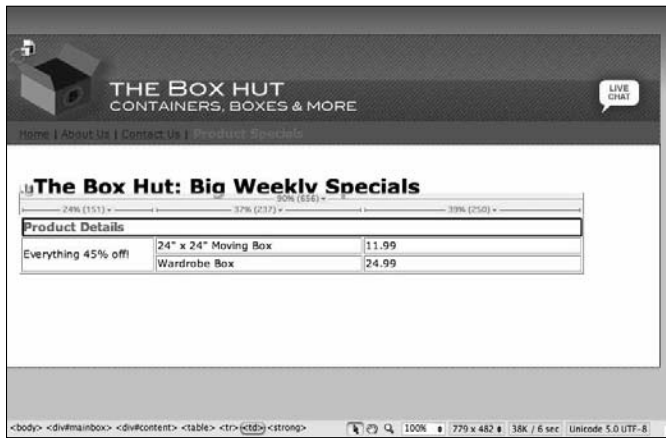 THE BOX HUT
CONTAINERS, BOXES & MORE
LIVE
CHAT
Home | About Us | Contact Us | Product Specials
The Box Hut: Big Weekly Specials
90% (656)
24% (151) 37% (237) 39% (250)
Product Details
Everything 45% off!
24" x 24" Moving Box 11.99
Wardrobe Box 24.99
<body> <div#mainbox> <div#content> <table> <tr> <td> <strong> 100% 779 x 482 38K / 6 sec Unicode 5.0 UTF-8